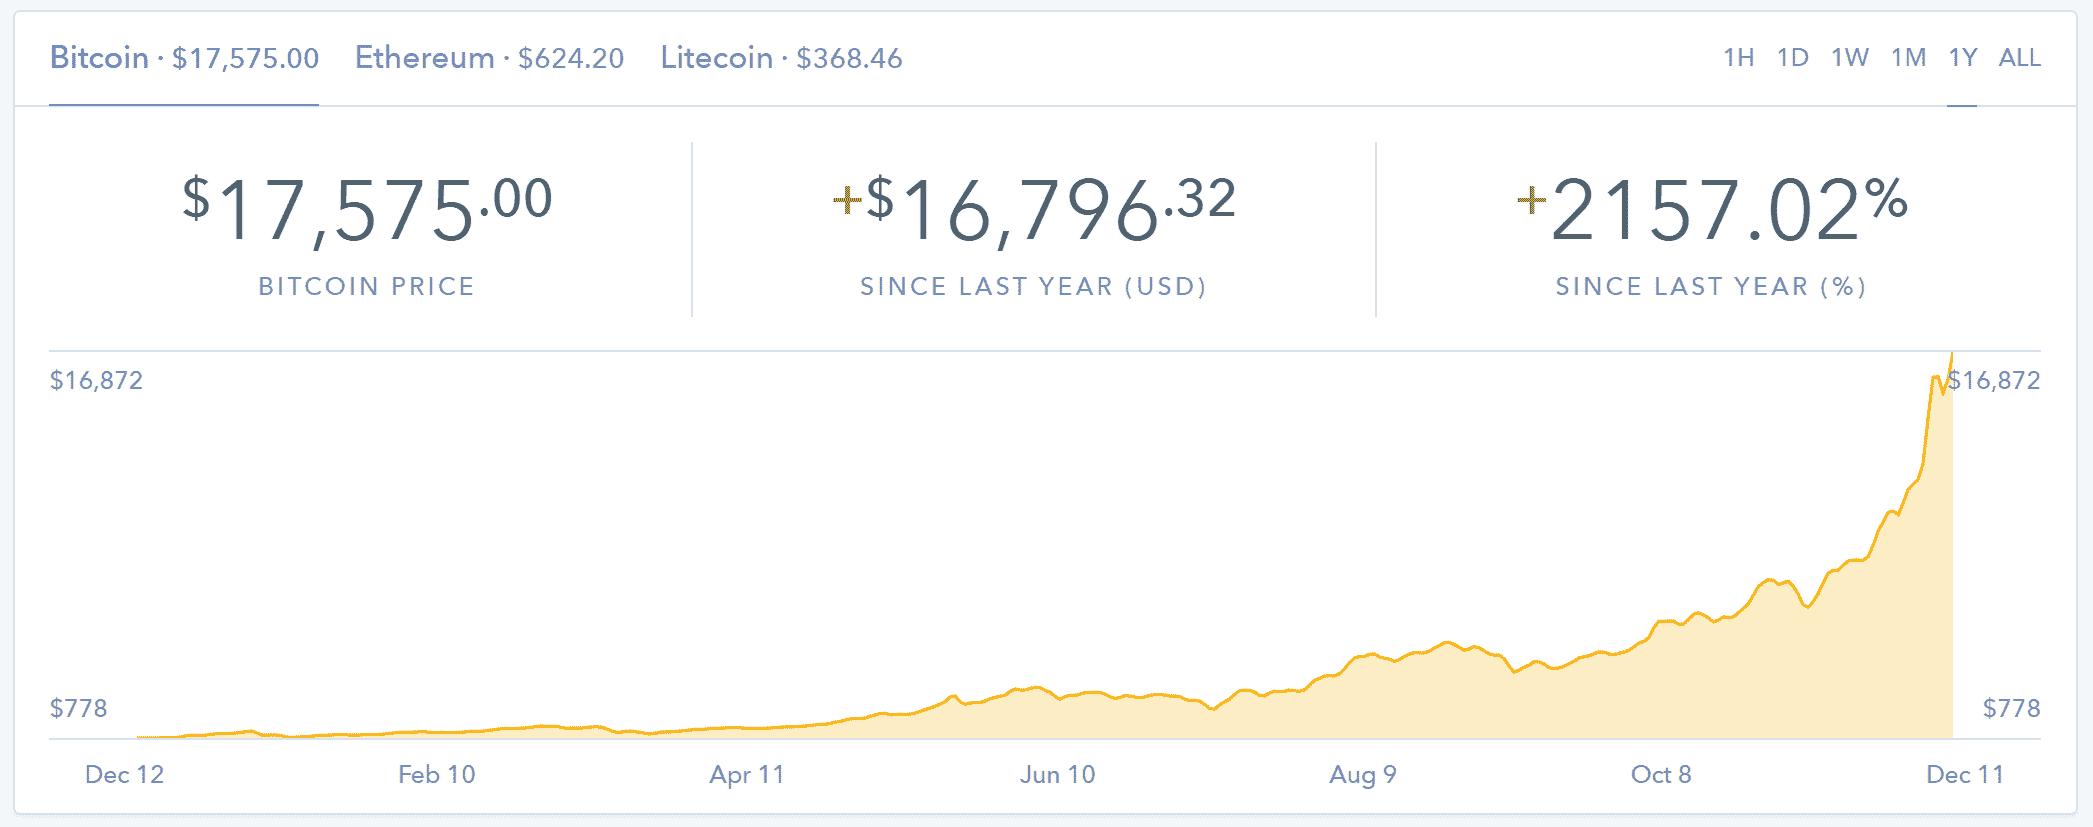 Bitcoin · $17,575.00 Ethereum · $624.20 Litecoin · $368.46 1H 1D 1W 1M 1Y ALL
$17,575.00 +$16,796.32 +2157.02%
BITCOIN PRICE SINCE LAST YEAR (USD) SINCE LAST YEAR (%)
$16,872 $16,872
$778 $778
Dec 12 Feb 10 Apr 11 Jun 10 Aug 9 Oct 8 Dec 11